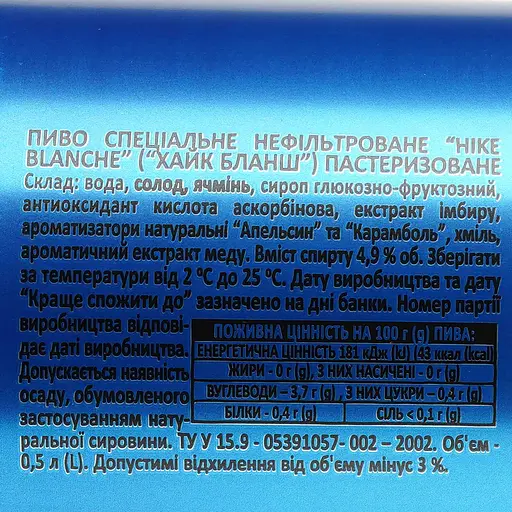 ПИВО СПЕЦІАЛЬНЕ НЕФІЛЬТРОВАНЕ “HIKE
BLANCHE” (“ХАЙК БЛАНШ”) ПАСТЕРИЗОВАНЕ
Склад: вода, солод, ячмінь, сироп глюкозно-фруктозний,
антиоксидант кислота аскорбінова, екстракт імбиру,
ароматизатори натуральні “Апельсин” та “Карамболь”, хміль,
ароматичний екстракт меду. Вміст спирту 4,9 % об. Зберігати
за температури від 2 °С до 25 °С. Дату виробництва та дату
“Краще спожити до” зазначено на дні банки. Номер партії
виробництва відпові-
дає даті виробництва.
Допускається наявність
осаду, обумовленого
застосуванням нату-
ральної сировини. ТУ У 15.9 - 05391057- 002 – 2002. Об'єм -
0,5 л (L). Допустимі відхилення від об'єму мінус 3 %.
ПОЖИВНА ЦІННІСТЬ НА 100 г (g) ПИВА:
ЕНЕРГЕТИЧНА ЦІННІСТЬ 181 кДж (kJ) (43 ккал (kcal)
ЖИРИ - 0 г (g), З НИХ НАСИЧЕНІ - 0 г (g)
ВУГЛЕВОДИ – 3,7 г (g) , З НИХ ЦУКРИ – 0,4 г (g)
БІЛКИ - 0,4 г (g) СІЛЬ < 0,1 г (g)